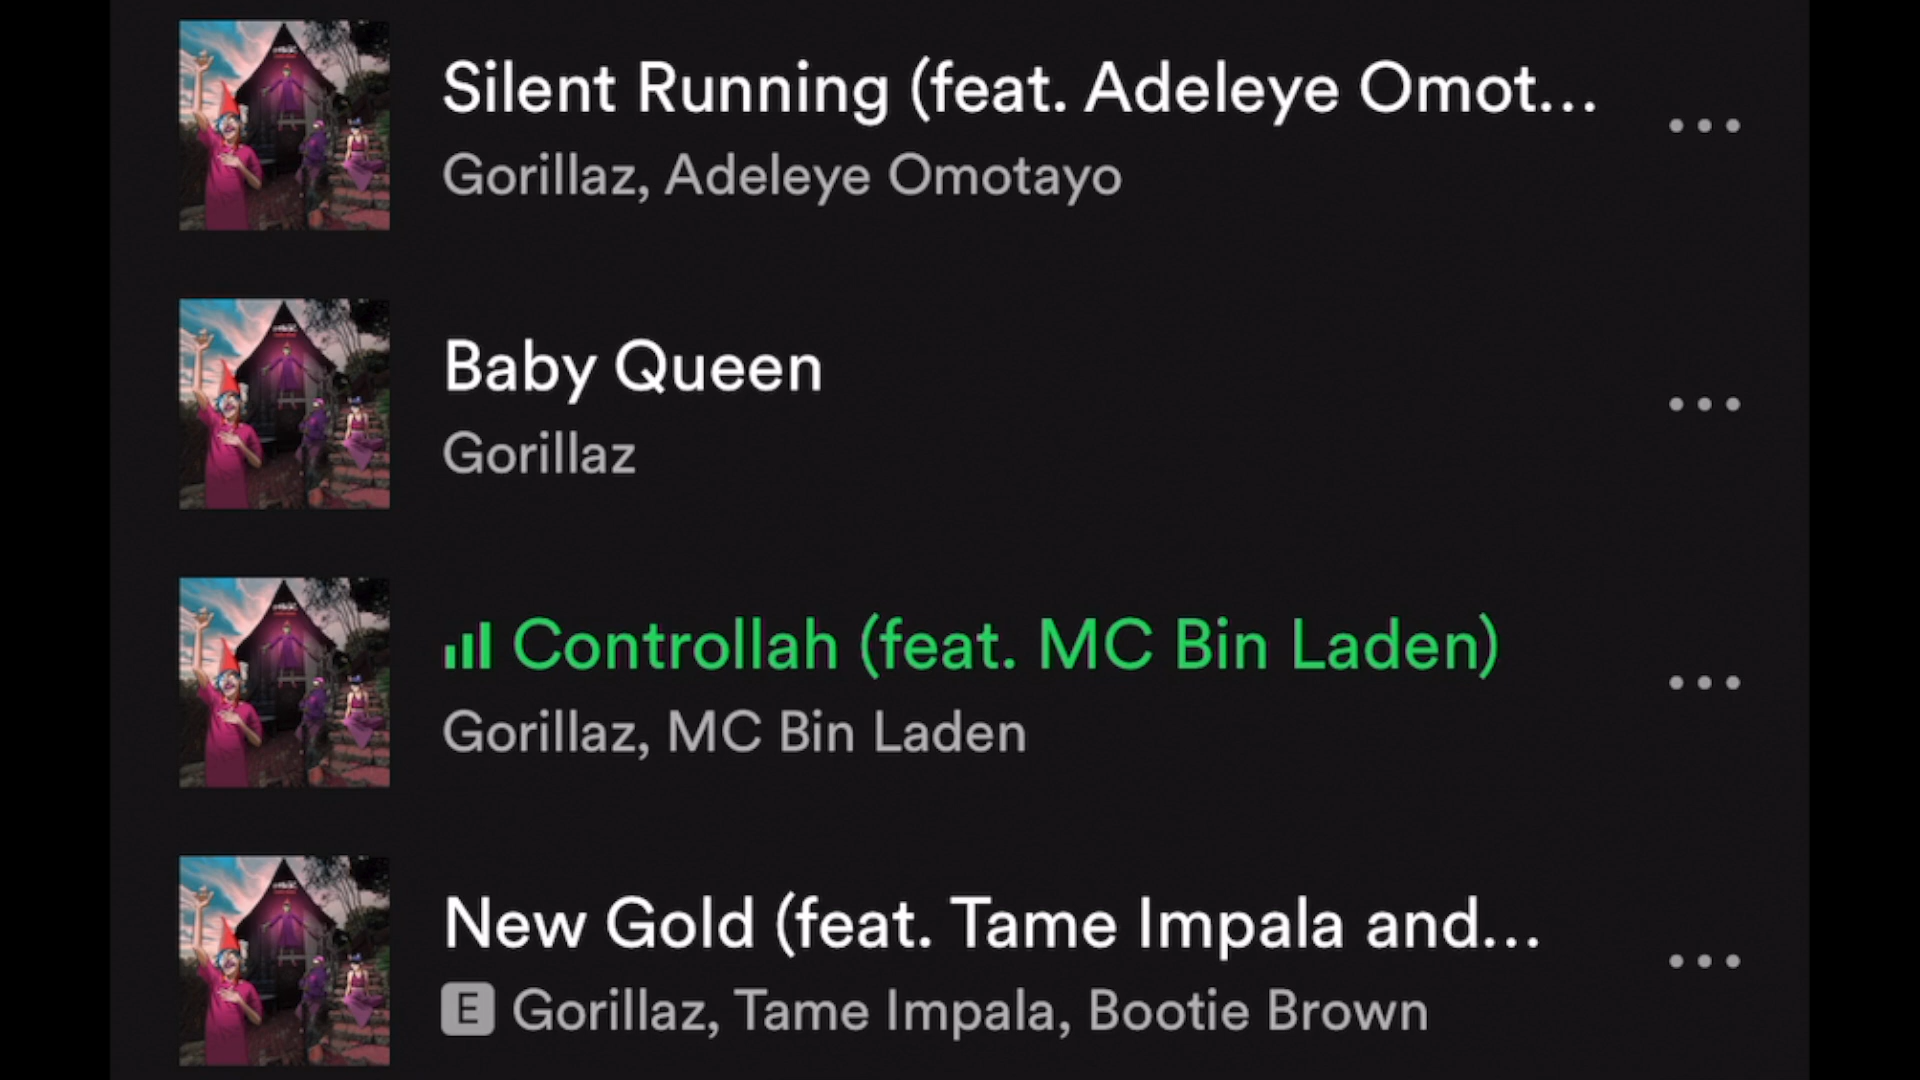 Silent Running (feat. Adeleye Omot...
Gorillaz, Adeleye Omotayo
Baby Queen
Gorillaz
Controllah (feat. MC Bin Laden)
Gorillaz, MC Bin Laden
New Gold (feat. Tame Impala and...
E Gorillaz, Tame Impala, Bootie Brown